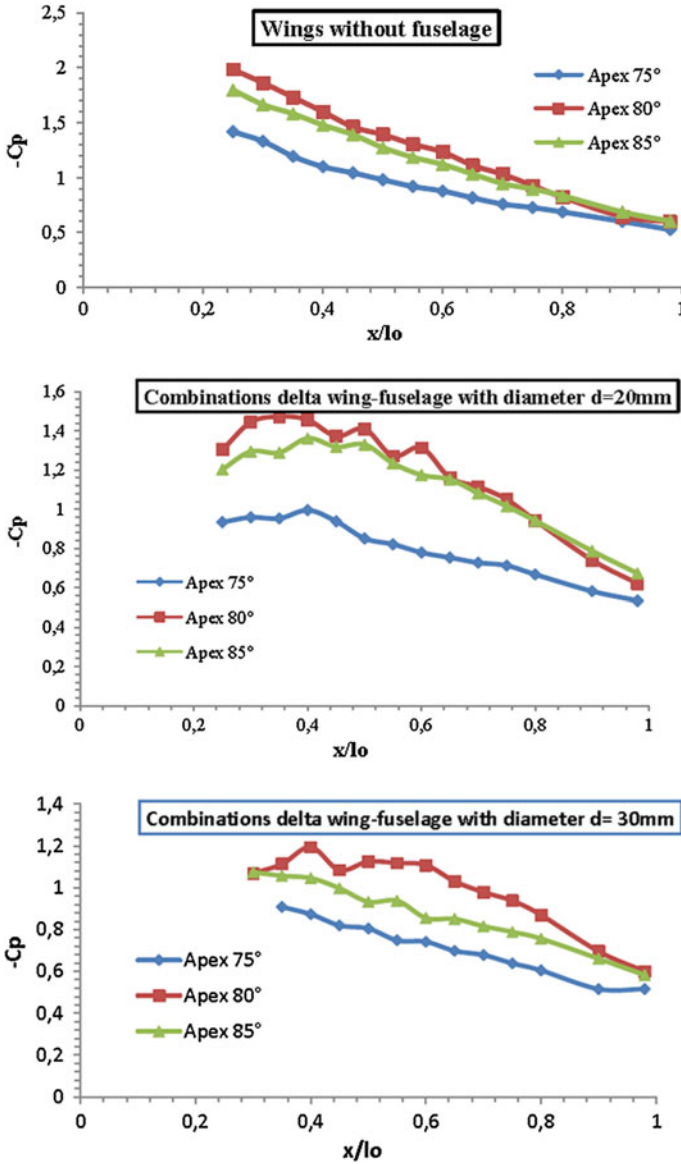 Wings without fuselage
2,5
2
1,5
1
0,5
0
-Cp
Apex 75°
Apex 80°
Apex 85°
0 0,2 0,4 0,6 0,8 1
x/lo
Combinations delta wing-fuselage with diameter d=20mm
1,6
1,4
1,2
1
0,8
0,6
0,4
0,2
0
-Cp
Apex 75°
Apex 80°
Apex 85°
0 0,2 0,4 0,6 0,8 1
x/lo
Combinations delta wing-fuselage with diameter d= 30mm
1,4
1,2
1
0,8
0,6
0,4
0,2
0
-Cp
Apex 75°
Apex 80°
Apex 85°
0 0,2 0,4 0,6 0,8 1
x/lo